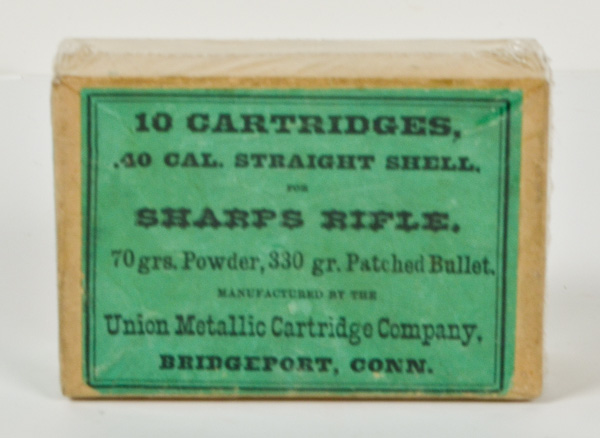 10 CARTRIDGES,
.40 CAL. STRAIGHT SHELL,
FOR
SHARPS RIFLE.
70 grs. Powder, 330 gr. Patched Bullet.
MANUFACTURED BY THE
Union Metallic Cartridge Company,
BRIDGEPORT, CONN.